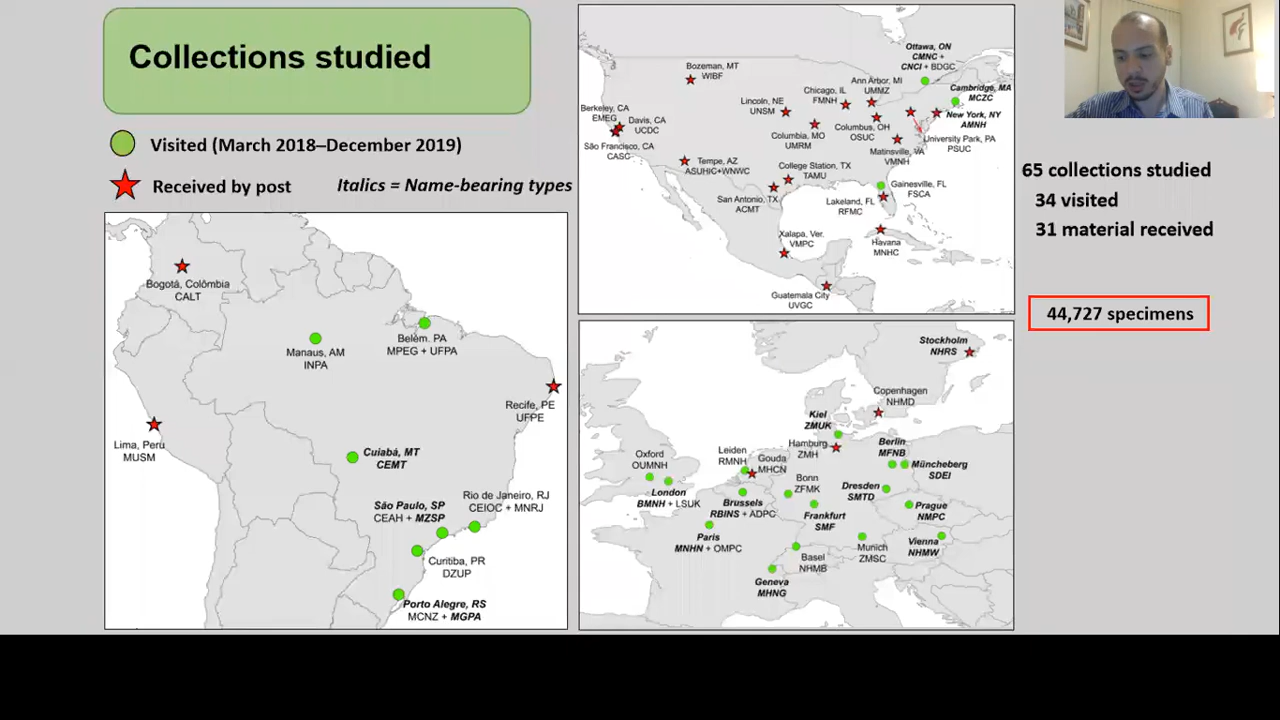 Collections studied
Visited (March 2018–December 2019)
Received by post
Italics = Name-bearing types
Bogotá, Colômbia
CALT
Manaus, AM
INPA
Belém. PA
MPEG + UFPA
Recife, PE
UFPE
Lima, Peru
MUSM
Cuiabá, MT
CEMT
São Paulo, SP
CEAH + MZSP
Rio de Janeiro, RJ
CEIOC + MNRJ
Curitiba, PR
DZUP
Porto Alegre, RS
MCNZ + MGPA
Ottawa, ON
CMNC +
CNCI + BDGC
Bozeman, MT
WIBF
Ann Arbor, MI
UMMZ
Chicago, IL
FMNH
Cambridge, MA
MCZC
Lincoln, NE
UNSM
Berkeley, CA
EMEG
Davis, CA
UCDC
São Francisco, CA
CASC
New York, NY
AMNH
Columbia, MO
UMRM
Columbus, OH
OSUC
University Park, PA
PSUC
Matinsville, VA
VMNH
Tempe, AZ
ASUHIC+WNWC
College Station, TX
TAMU
San Antonio, TX
ACMT
Gainesville, FL
FSCA
Lakeland, FL
RFMC
Xalapa, Ver.
VMPC
Havana
MNHC
Guatemala City
UVGC
Stockholm
NHRS
Copenhagen
NHMD
Kiel
ZMUK
Hamburg
ZMH
Berlin
MFNB
Müncheberg
SDEI
Oxford
OUMNH
Leiden
RMNH
Gouda
MHCN
London
BMNH + LSUK
Bonn
ZFMK
Dresden
SMTD
Brussels
RBINS + ADPC
Frankfurt
SMF
Prague
NMPC
Paris
MNHN + OMPC
Basel
NHMB
Munich
ZMSC
Vienna
NHMW
Geneva
MHNG
65 collections studied
34 visited
31 material received
44,727 specimens